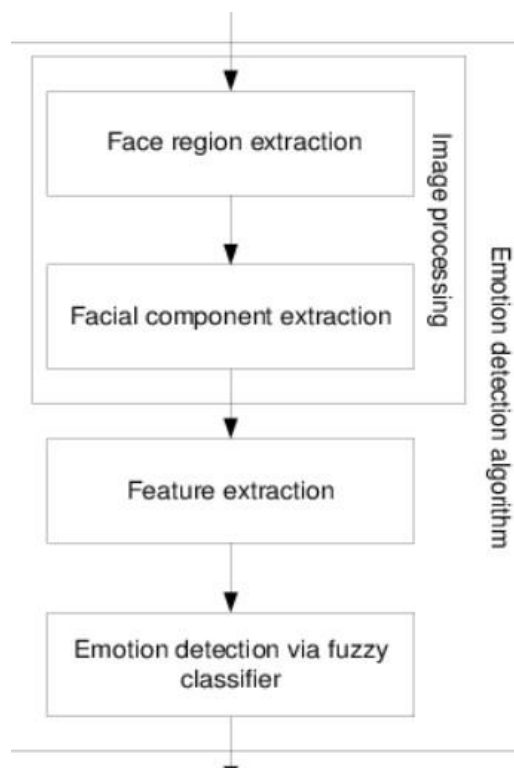 Face region extraction
Image processing
Facial component extraction
Emotion detection algorithm
Feature extraction
Emotion detection via fuzzy
classifier